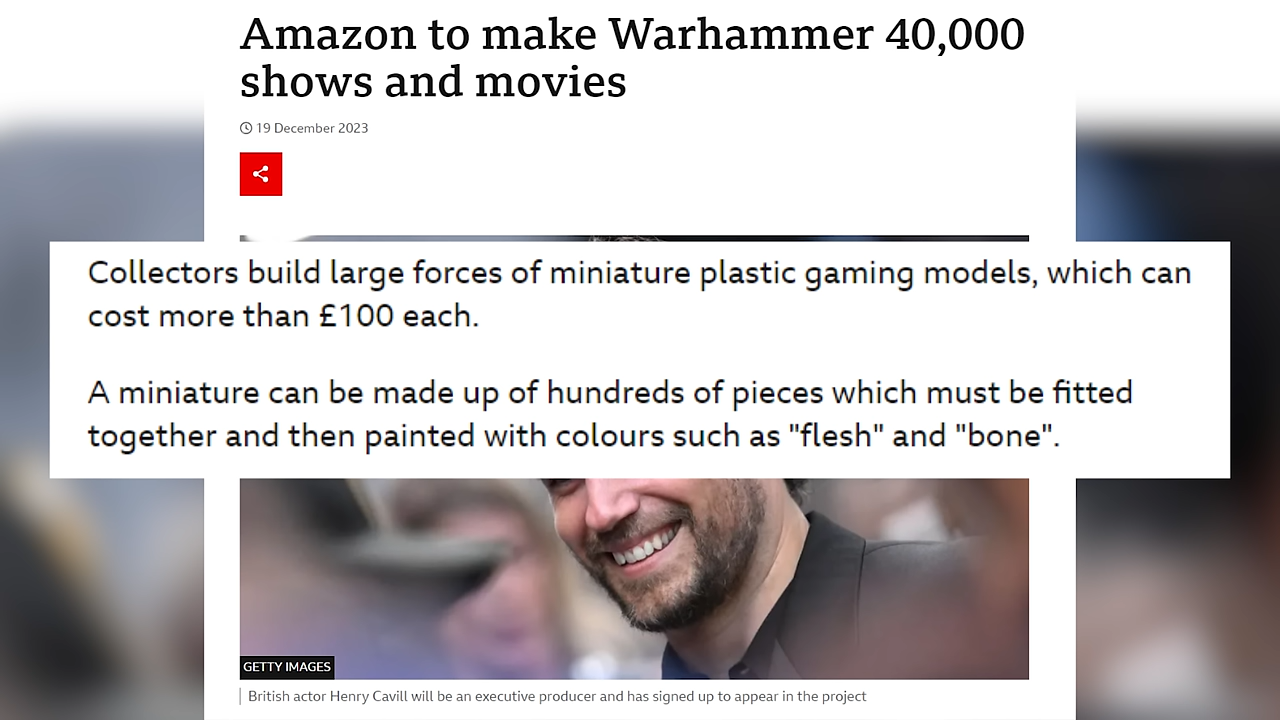 Amazon to make Warhammer 40,000
shows and movies
19 December 2023
Collectors build large forces of miniature plastic gaming models, which can
cost more than £100 each.
A miniature can be made up of hundreds of pieces which must be fitted
together and then painted with colours such as "flesh" and "bone".
GETTY IMAGES
British actor Henry Cavill will be an executive producer and has signed up to appear in the project